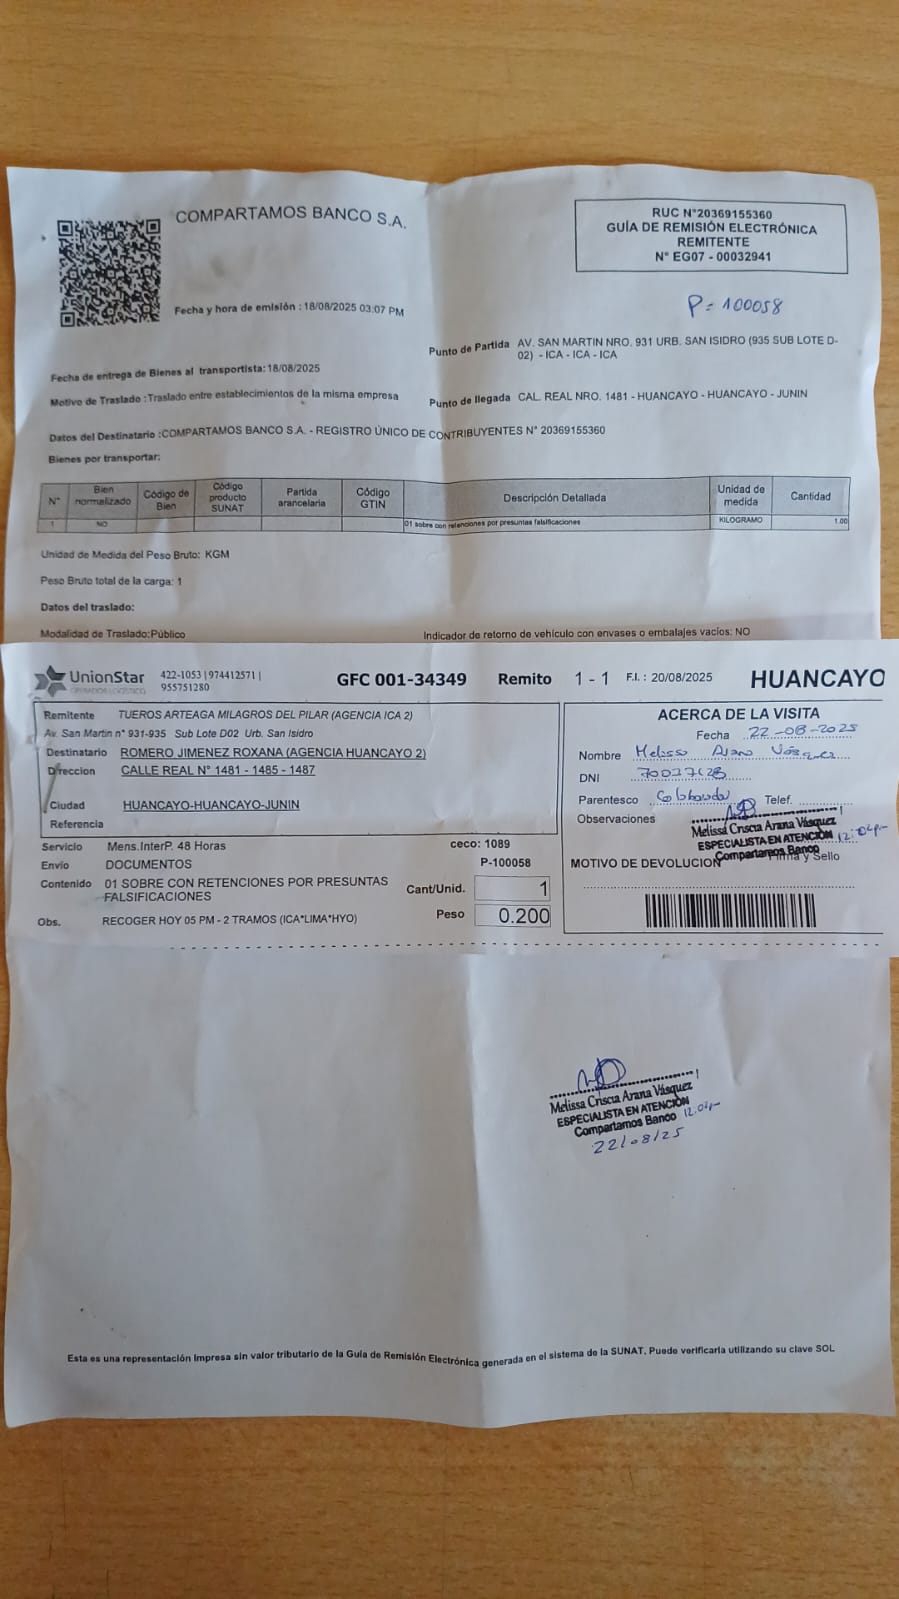 COMPARTAMOS BANCO S.A.
RUC N°20369155360
GUÍA DE REMISIÓN ELECTRÓNICA
REMITENTE
N° EG07 - 00032941
Fecha y hora de emisión : 18/08/2025 03:07 PM
P= 100058
Punto de Partida AV. SAN MARTIN NRO. 931 URB. SAN ISIDRO (935 SUB LOTE D-
02) - ICA - ICA - ICA
Fecha de entrega de Bienes al transportista:18/08/2025
Motivo de Traslado :Traslado entre establecimientos de la misma empresa
Punto de llegada CAL. REAL NRO. 1481 - HUANCAYO - HUANCAYO - JUNIN
Datos del Destinatario :COMPARTAMOS BANCO S.A. - REGISTRO ÚNICO DE CONTRIBUYENTES N° 20369155360
Bienes por transportar:
N° Bien normalizado Código de Bien Código producto SUNAT Partida arancelaria Código GTIN Descripción Detallada Unidad de medida Cantidad
1 NO 01 sobre con retenciones por presuntas falsificaciones KILOGRAMO 1.00
Unidad de Medida del Peso Bruto: KGM
Peso Bruto total de la carga: 1
Datos del traslado:
Modalidad de Traslado:Público
Indicador de retorno de vehículo con envases o embalajes vacíos: NO
UnionStar
OPERADOR LOGÍSTICO
422-1053 | 974412571 |
955751280
GFC 001-34349 Remito 1 - 1 F.I. : 20/08/2025 HUANCAYO
Remitente TUEROS ARTEAGA MILAGROS DEL PILAR (AGENCIA ICA 2)
Av. San Martin n° 931-935 Sub Lote D02 Urb. San Isidro
Destinatario ROMERO JIMENEZ ROXANA (AGENCIA HUANCAYO 2)
Direccion CALLE REAL N° 1481 - 1485 - 1487
Ciudad HUANCAYO-HUANCAYO-JUNIN
Referencia
Servicio Mens.InterP. 48 Horas ceco: 1089
Envío DOCUMENTOS P-100058
Contenido 01 SOBRE CON RETENCIONES POR PRESUNTAS
FALSIFICACIONES
Cant/Unid. 1
Obs. RECOGER HOY 05 PM - 2 TRAMOS (ICA*LIMA*HYO)
Peso 0.200
ACERCA DE LA VISITA
Fecha 22-08-2025
Nombre Melissa Arana Vásquez
DNI
Parentesco Colaborador Telef.
Observaciones
Melissa Criscia Arana Vásquez
ESPECIALISTA EN ATENCIÓN
Compartamos Banco
Firma y Sello
MOTIVO DE DEVOLUCION
Melissa Criscia Arana Vásquez
ESPECIALISTA EN ATENCIÓN
Compartamos Banco
22/08/25
Esta es una representación impresa sin valor tributario de la Guía de Remisión Electrónica generada en el sistema de la SUNAT. Puede verificarla utilizando su clave SOL